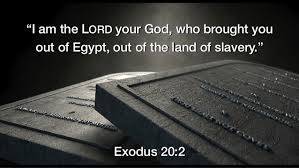 “I am the LORD your God, who brought you
out of Egypt, out of the land of slavery.”
Exodus 20:2